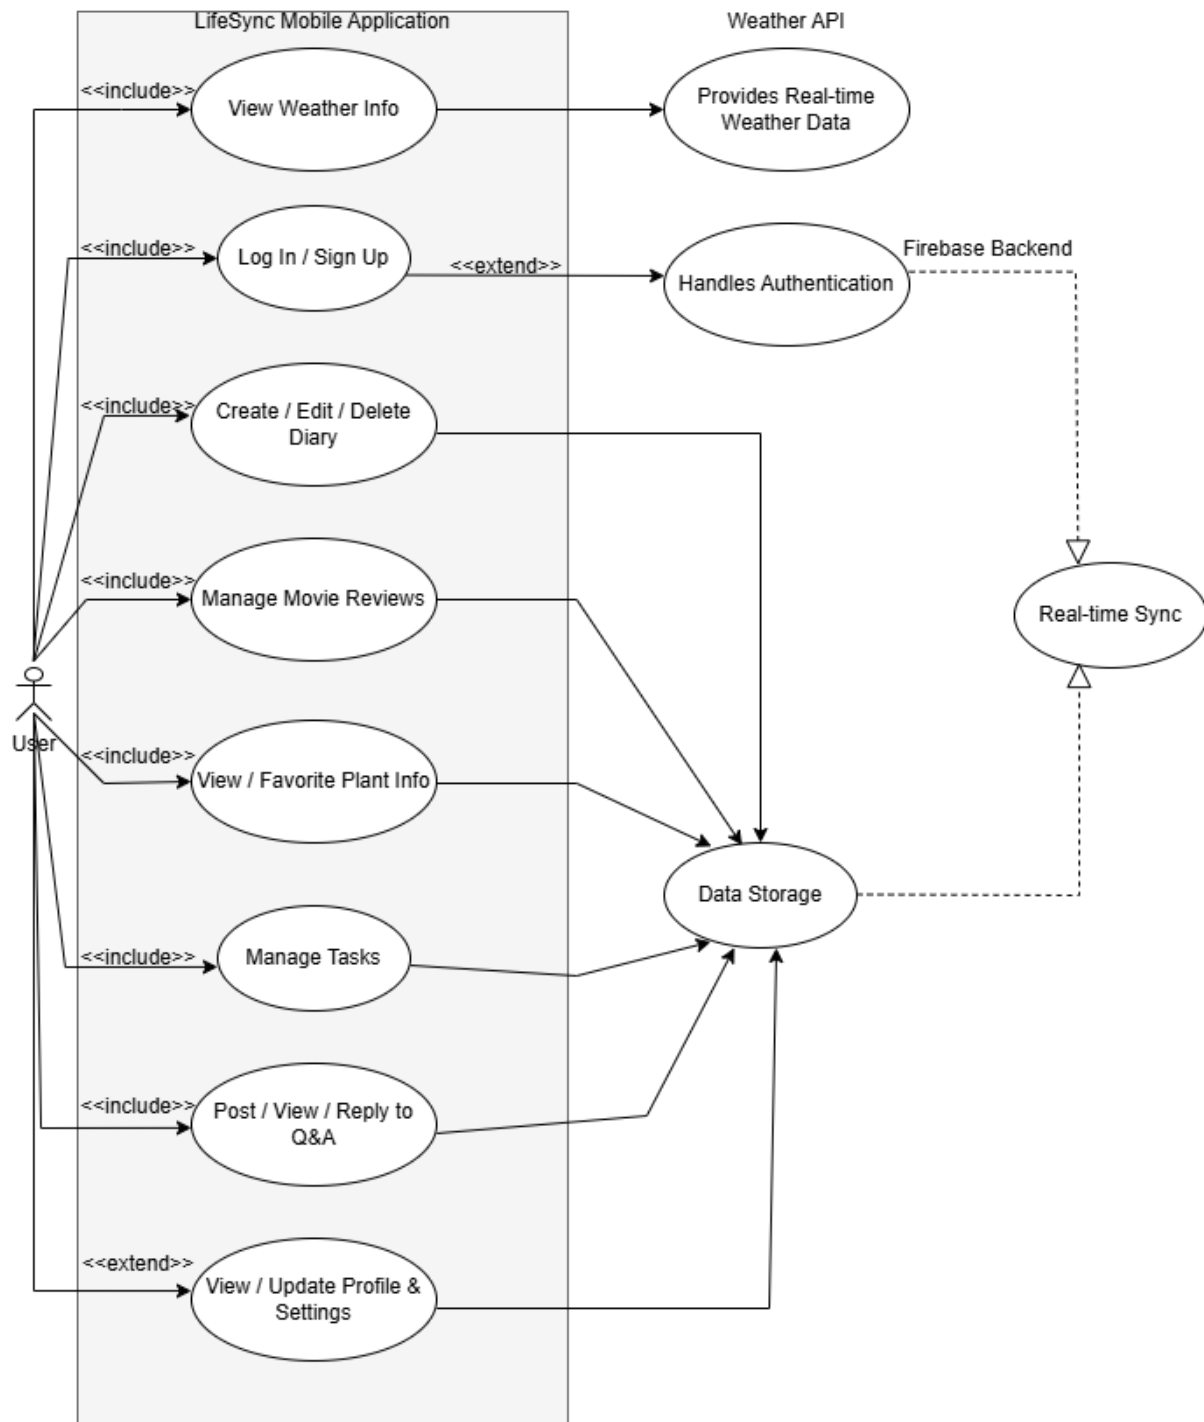 LifeSync Mobile Application
Weather API
<<include>>
View Weather Info
Provides Real-time
Weather Data
<<include>>
Log In / Sign Up
<<extend>>
Handles Authentication
Firebase Backend
<<include>>
Create / Edit / Delete
Diary
<<include>>
Manage Movie Reviews
Real-time Sync
User
<<include>>
View / Favorite Plant Info
Data Storage
<<include>>
Manage Tasks
<<include>>
Post / View / Reply to
Q&A
<<extend>>
View / Update Profile &
Settings